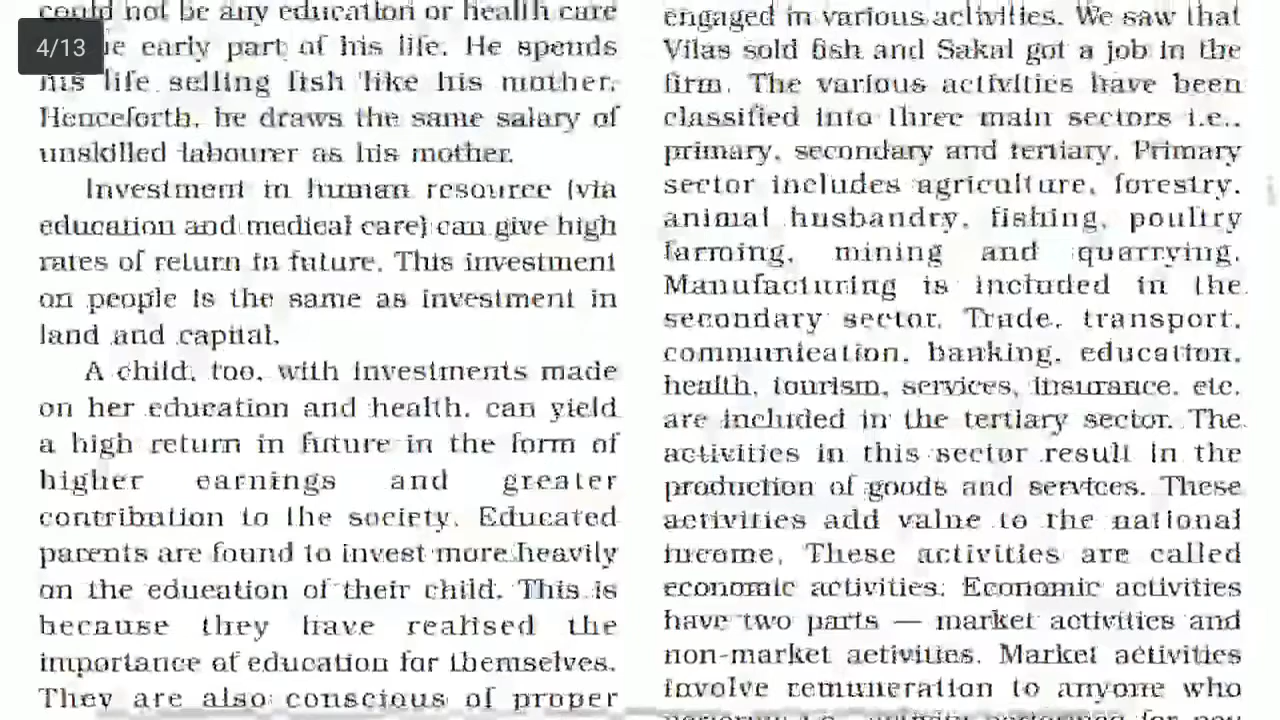 could not be any education or health care
4/13
early part of his life. He spends
his life selling fish like his mother.
Henceforth, he draws the same salary of
unskilled labourer as his mother.
Investment in human resource (via
education and medical care) can give high
rates of return in future. This investment
on people is the same as investment in
land and capital.
A child, too, with investments made
on her education and health, can yield
a high return in future in the form of
higher earnings and greater
contribution to the society. Educated
parents are found to invest more heavily
on the education of their child. This is
because they have realised the
importance of education for themselves.
They are also conscious of proper
engaged in various activities. We saw that
Vilas sold fish and Sakal got a job in the
firm. The various activities have been
classified into three main sectors i.e.,
primary, secondary and tertiary. Primary
sector includes agriculture, forestry,
animal husbandry, fishing, poultry
farming, mining and quarrying.
Manufacturing is included in the
secondary sector. Trade, transport,
communication, banking, education,
health, tourism, services, insurance, etc.
are included in the tertiary sector. The
activities in this sector result in the
production of goods and services. These
activities add value to the national
income. These activities are called
economic activities. Economic activities
have two parts — market activities and
non-market activities. Market activities
involve remuneration to anyone who